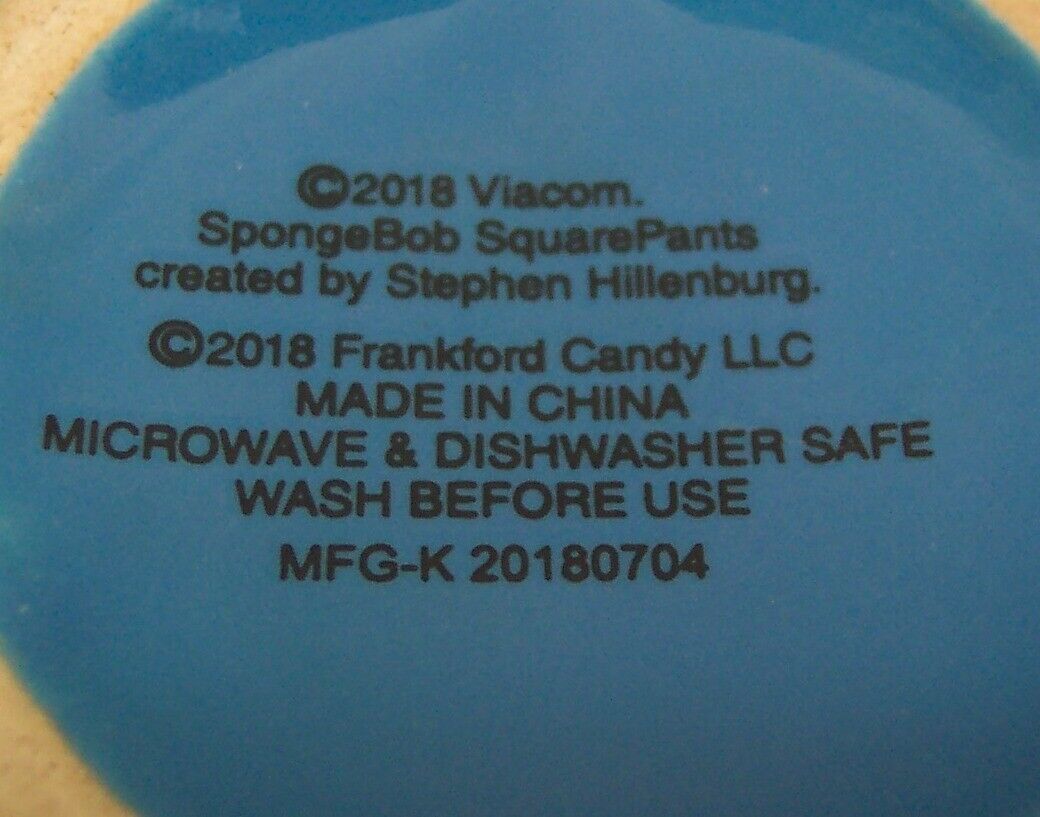 ©2018 Viacom.
SpongeBob SquarePants
created by Stephen Hillenburg.
©2018 Frankford Candy LLC
MADE IN CHINA
MICROWAVE & DISHWASHER SAFE
WASH BEFORE USE
MFG-K 20180704